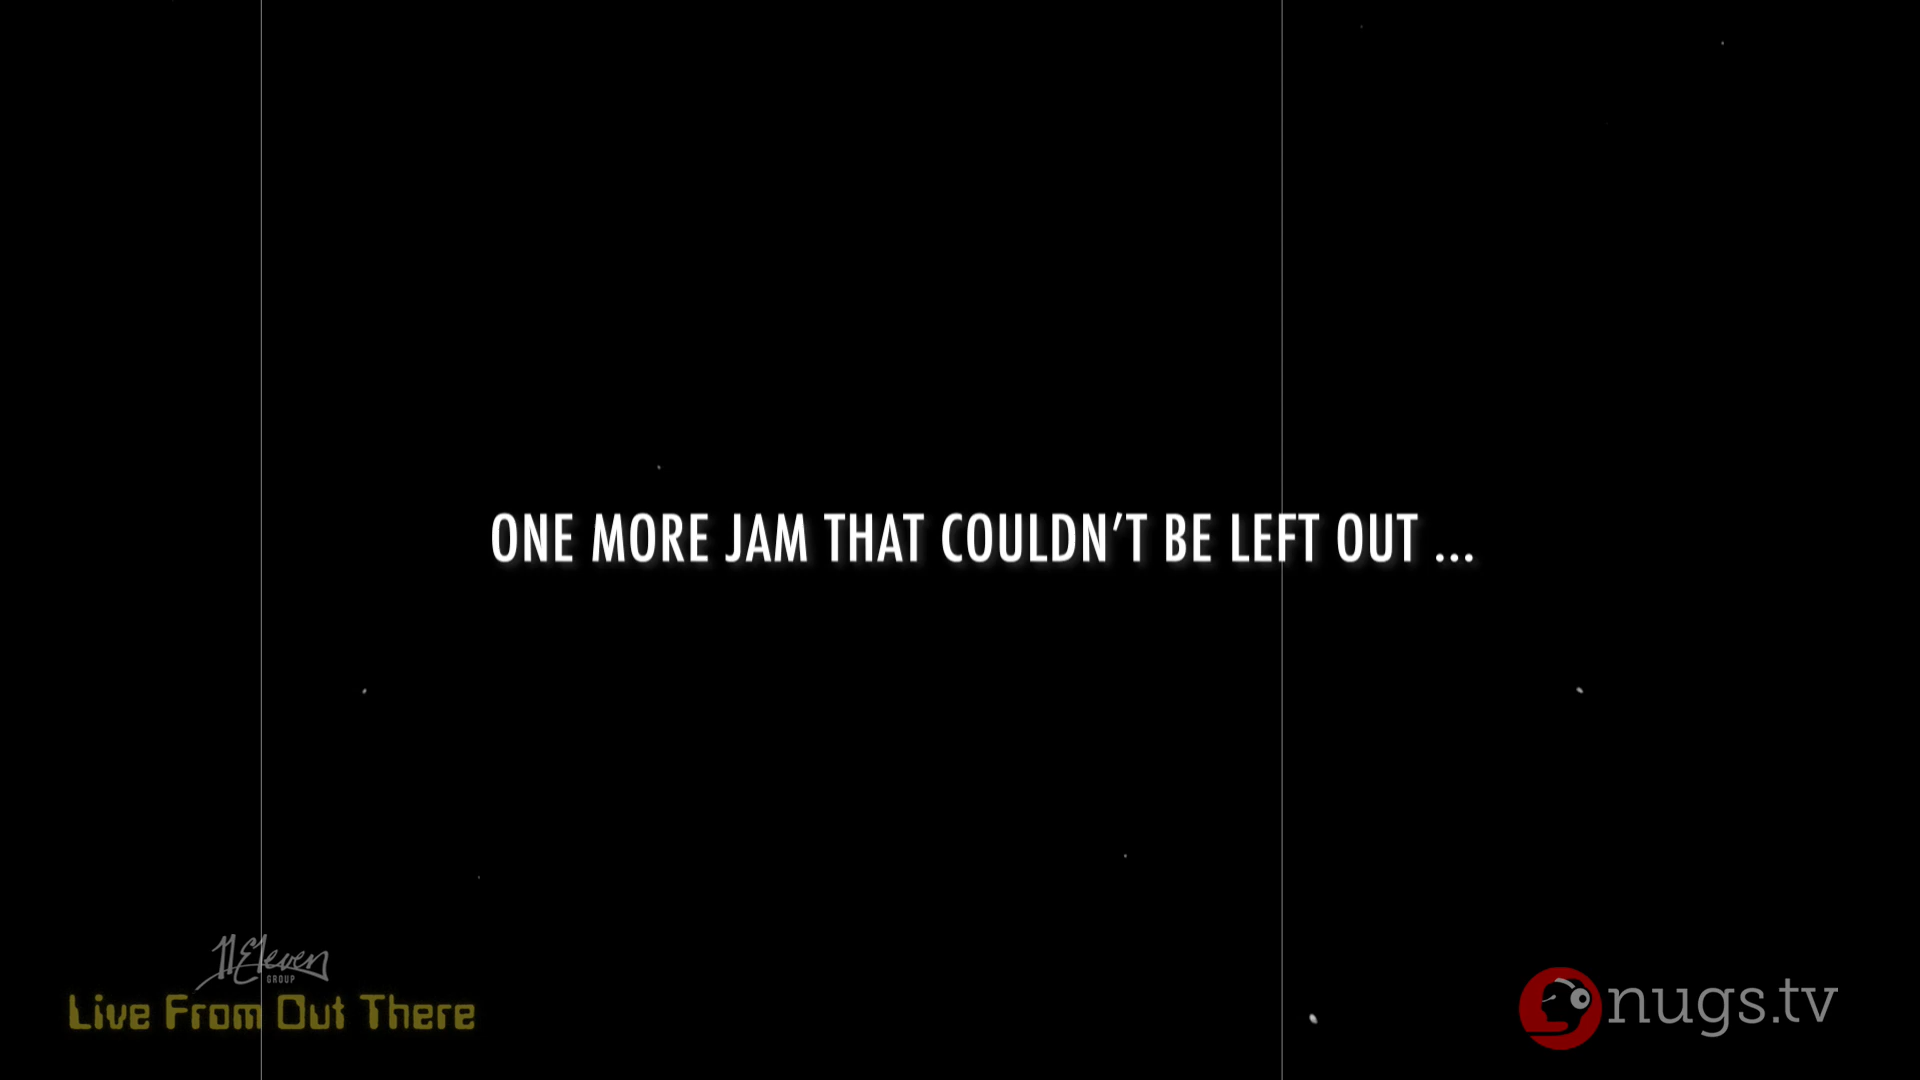 ONE MORE JAM THAT COULDN'T BE LEFT OUT ...
11Eleven
GROUP
Live From Out There
nugs.tv